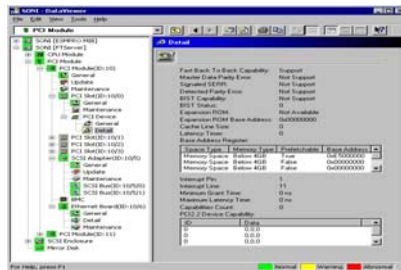 SONI - DataViewer
File Edit View Tools Help
PCI Module
SONI [ESMPRO MIB]
SONI [FTServer]
CPU Module
PCI Module
PCI Module(ID:10)
General
Update
Maintenance
PCI Slot(ID:10/0)
General
Maintenance
PCI Device
General
Detail
PCI Slot(ID:10/1)
PCI Slot(ID:10/2)
PCI Slot(ID:10/3)
SCSI Adapter(ID:10/5)
General
Update
Maintenance
SCSI Bus(ID:10/5/0)
SCSI Bus(ID:10/5/1)
BMC
Ethernet Board(ID:10/6)
General
Detail
Maintenance
PCI Module(ID:11)
SCSI Enclosure
Mirror Disk
Detail
Fast Back To Back Capability: Support
Master Data Parity Error: Not Support
Signaled SERR: Not Support
Detected Parity Error: Not Support
BIST Capability: Not Support
BIST Status: 0
Expansion ROM: Not Available
Expansion ROM Base Address: 0x00000000
Cache Line Size: 0
Latency Timer: 0
Base Address Register:
Space Type Memory Type Prefetchable Base Address
Memory Space Below 4GB True
Memory Space Below 4GB False
Memory Space Below 4GB False
Interrupt Pin: 1
Interrupt Line: 11
Minimum Grant Time: 0 ns
Maximum Latency Time: 0 ns
Capabilities Count: 0
PCI2.2 Device Capability:
ID Data
0 0,0,0
0 0,0,0
0 0,0,0
For Help, press F1
Normal Warning Abnormal